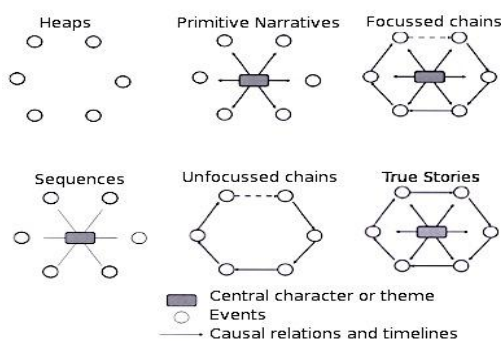 Heaps
Primitive Narratives
Focussed chains
Sequences
Unfocussed chains
True Stories
Central character or theme
Events
Causal relations and timelines